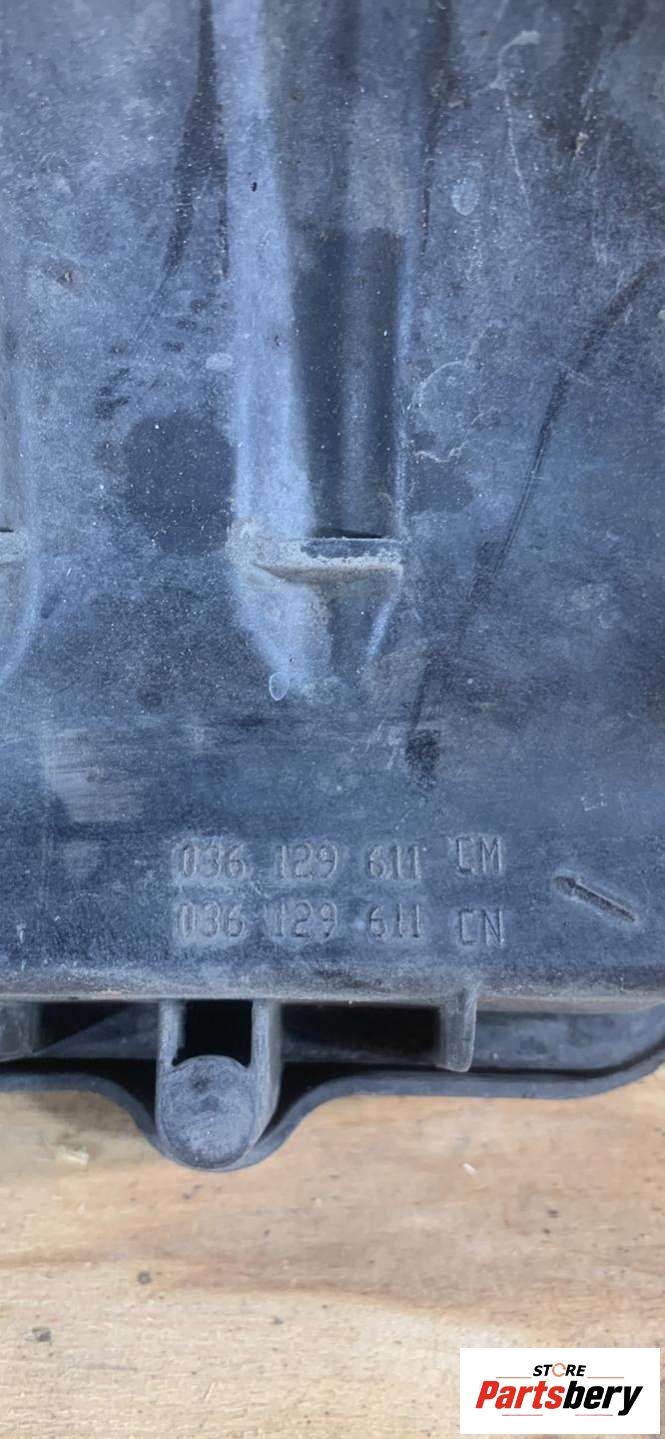 036 129 611 CM
036 129 611 CN
STORE
Partsbery